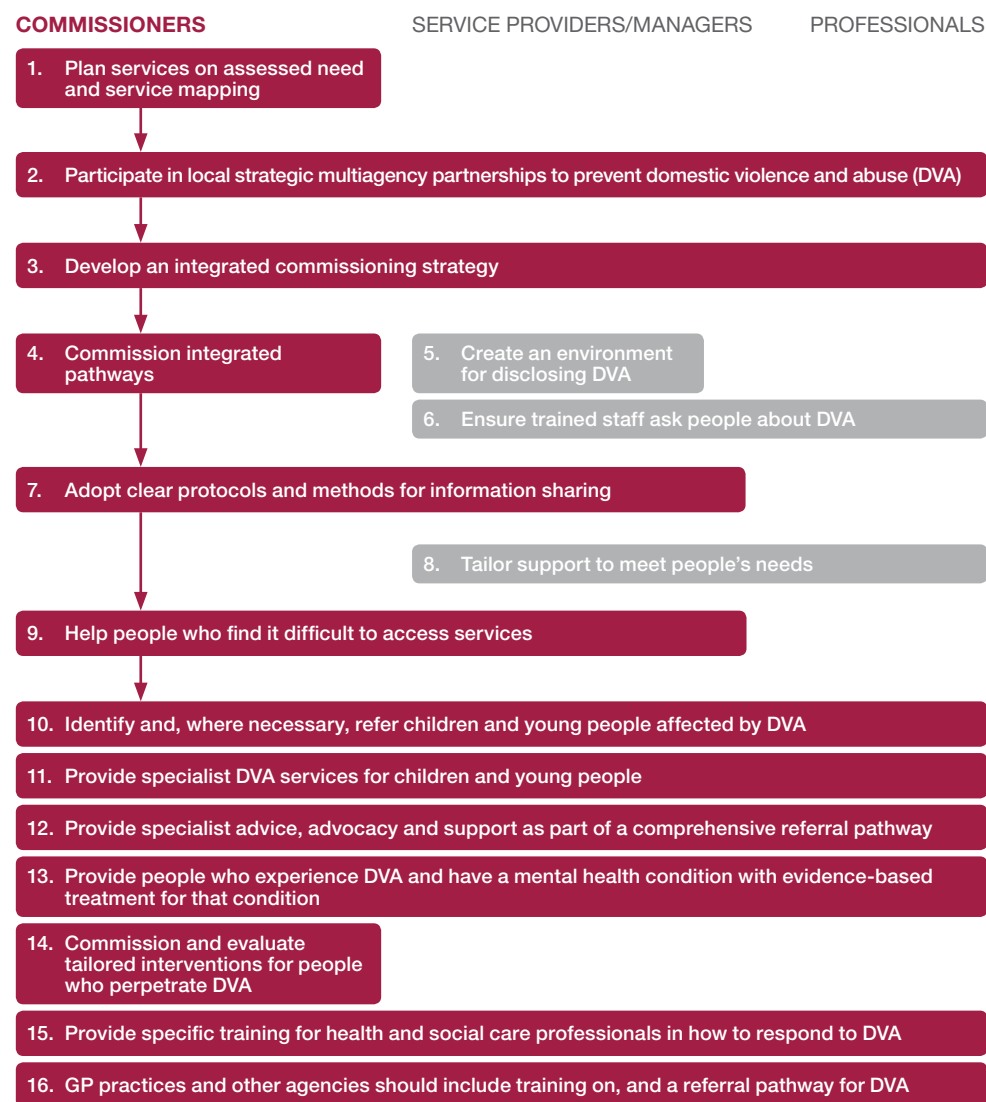 COMMISSIONERS SERVICE PROVIDERS/MANAGERS PROFESSIONALS
1. Plan services on assessed need
and service mapping
2. Participate in local strategic multiagency partnerships to prevent domestic violence and abuse (DVA)
3. Develop an integrated commissioning strategy
4. Commission integrated
pathways
5. Create an environment
for disclosing DVA
6. Ensure trained staff ask people about DVA
7. Adopt clear protocols and methods for information sharing
8. Tailor support to meet people’s needs
9. Help people who find it difficult to access services
10. Identify and, where necessary, refer children and young people affected by DVA
11. Provide specialist DVA services for children and young people
12. Provide specialist advice, advocacy and support as part of a comprehensive referral pathway
13. Provide people who experience DVA and have a mental health condition with evidence-based
treatment for that condition
14. Commission and evaluate
tailored interventions for people
who perpetrate DVA
15. Provide specific training for health and social care professionals in how to respond to DVA
16. GP practices and other agencies should include training on, and a referral pathway for DVA